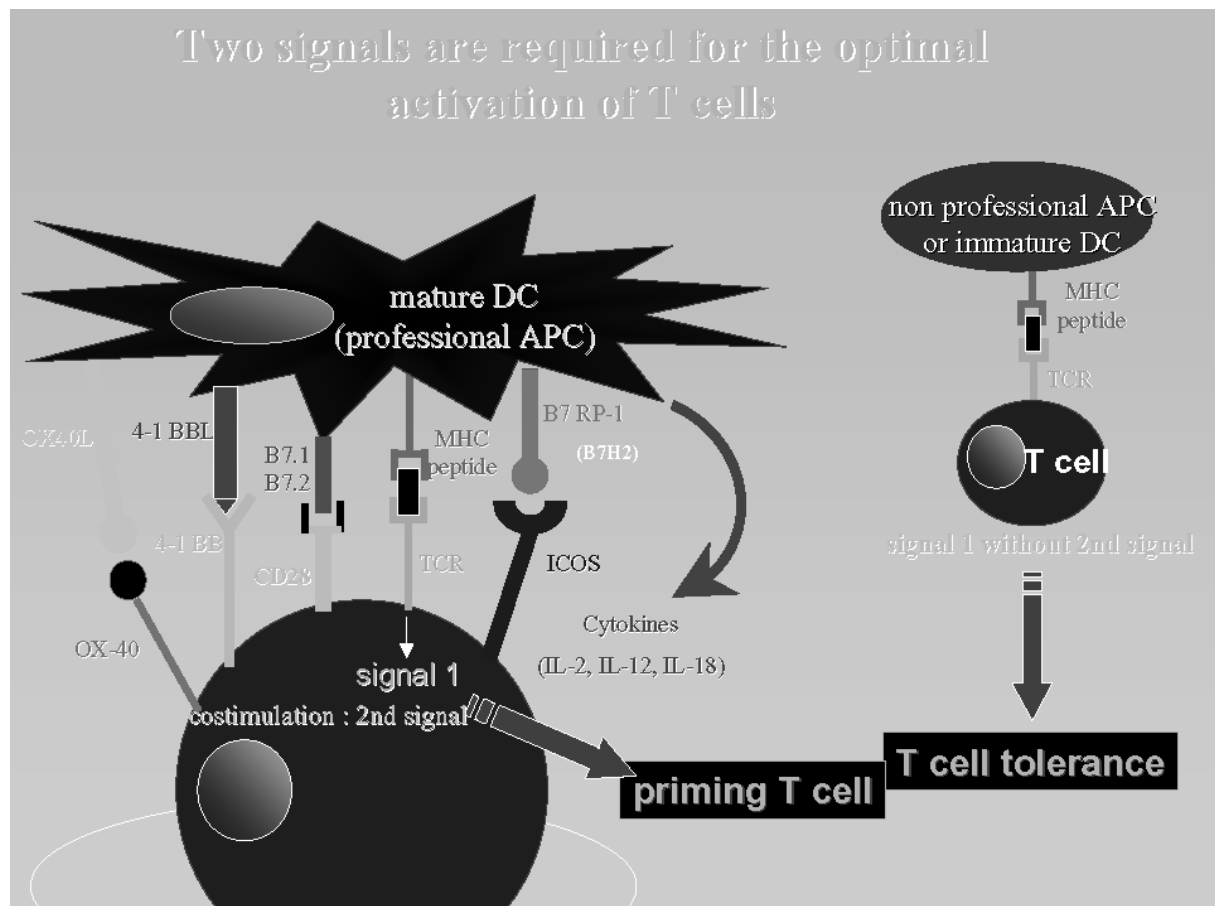 Two signals are required for the optimal
activation of T cells
non professional APC
or immature DC
MHC
peptide
TCR
T cell
signal 1 without 2nd signal
T cell tolerance
mature DC
(professional APC)
OX40L
4-1 BBL
B7.1
B7.2
MHC
peptide
B7 RP-1
(B7H2)
4-1 BB
CD28
TCR
ICOS
OX-40
Cytokines
(IL-2, IL-12, IL-18)
signal 1
costimulation : 2nd signal
priming T cell